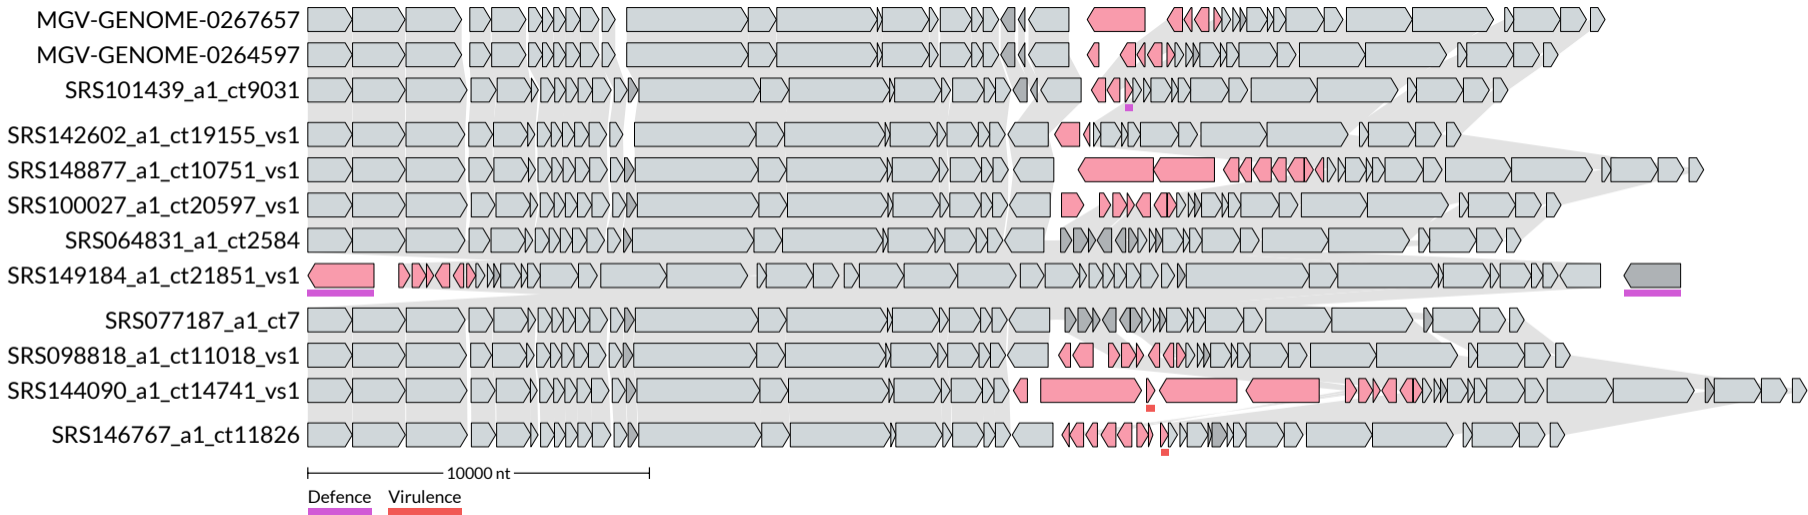 MGV-GENOME-0267657
MGV-GENOME-0264597
SRS101439_a1_ct9031
SRS142602_a1_ct19155_vs1
SRS148877_a1_ct10751_vs1
SRS100027_a1_ct20597_vs1
SRS064831_a1_ct2584
SRS149184_a1_ct21851_vs1
SRS077187_a1_ct7
SRS098818_a1_ct11018_vs1
SRS144090_a1_ct14741_vs1
SRS146767_a1_ct11826
10000 nt
Defence Virulence